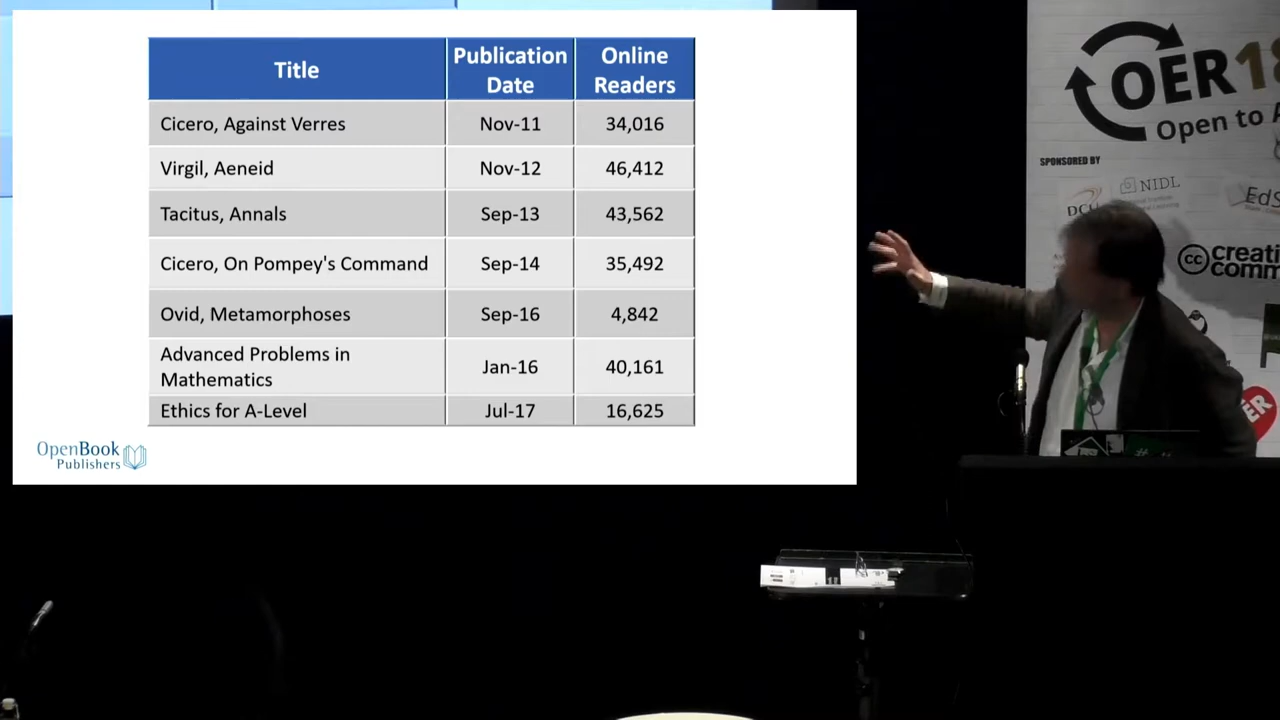 Title
Publication
Date
Online
Readers
Cicero, Against Verres Nov-11 34,016
Virgil, Aeneid Nov-12 46,412
Tacitus, Annals Sep-13 43,562
Cicero, On Pompey's Command Sep-14 35,492
Ovid, Metamorphoses Sep-16 4,842
Advanced Problems in
Mathematics Jan-16 40,161
Ethics for A-Level Jul-17 16,625
OpenBook
Publishers
OER18
Open to A
SPONSORED BY
NIDL
DCU
EdS
cc creati
comm